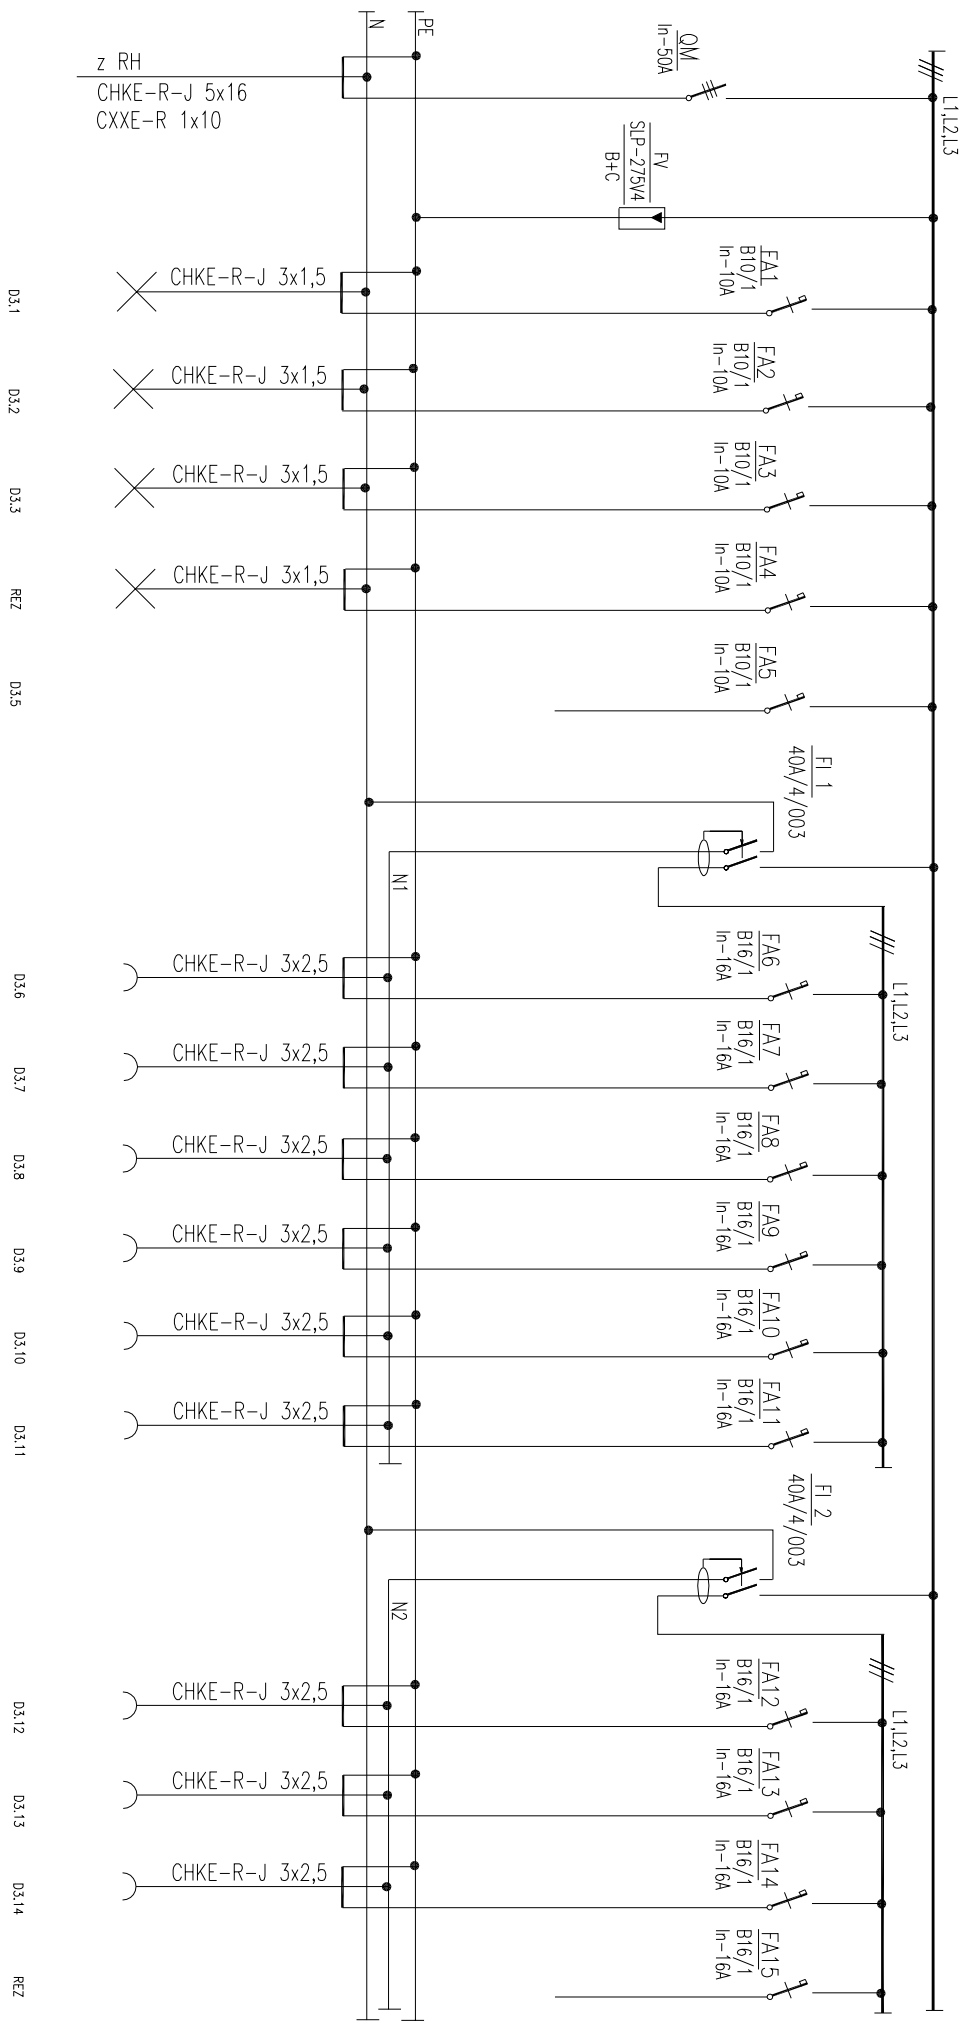 PE
N
QM
In-50A
L1,L2,L3
z RH
CHKE-R-J 5x16
CXXE-R 1x10
FV
SLP-275V4
B+C
FA1
B10/1
In-10A
CHKE-R-J 3x1,5
D3.1
FA2
B10/1
In-10A
CHKE-R-J 3x1,5
D3.2
FA3
B10/1
In-10A
CHKE-R-J 3x1,5
D3.3
FA4
B10/1
In-10A
CHKE-R-J 3x1,5
REZ
FA5
B10/1
In-10A
D3.5
FI 1
40A/4/003
N1
L1,L2,L3
FA6
B16/1
In-16A
CHKE-R-J 3x2,5
D3.6
FA7
B16/1
In-16A
CHKE-R-J 3x2,5
D3.7
FA8
B16/1
In-16A
CHKE-R-J 3x2,5
D3.8
FA9
B16/1
In-16A
CHKE-R-J 3x2,5
D3.9
FA10
B16/1
In-16A
CHKE-R-J 3x2,5
D3.10
FA11
B16/1
In-16A
CHKE-R-J 3x2,5
D3.11
FI 2
40A/4/003
N2
L1,L2,L3
FA12
B16/1
In-16A
CHKE-R-J 3x2,5
D3.12
FA13
B16/1
In-16A
CHKE-R-J 3x2,5
D3.13
FA14
B16/1
In-16A
CHKE-R-J 3x2,5
D3.14
FA15
B16/1
In-16A
REZ